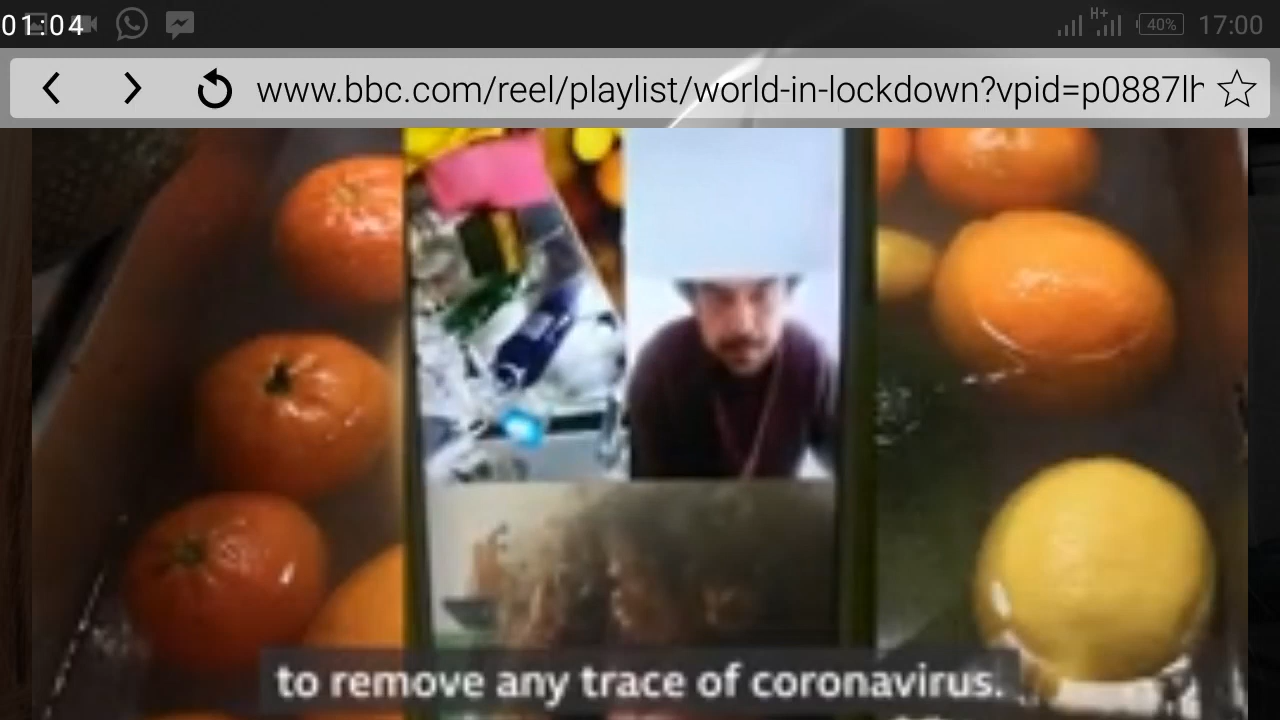 01:04
H+
40%
17:00
www.bbc.com/reel/playlist/world-in-lockdown?vpid=p0887lh
to remove any trace of coronavirus.